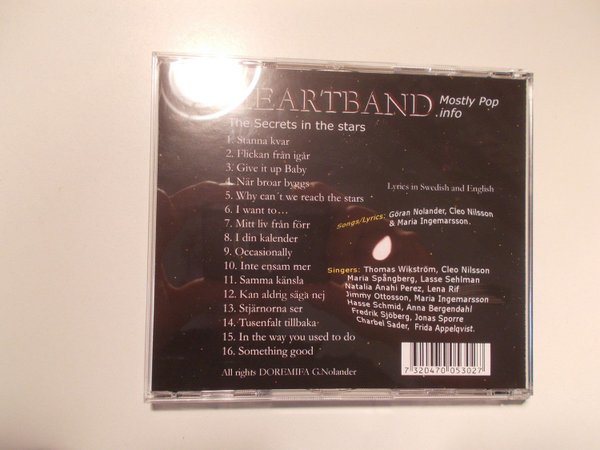 HEARTBAND
Mostly Pop
.info
The Secrets in the stars
1. Stanna kvar
2. Flickan från igår
3. Give it up Baby
4. När broar byggs
5. Why can´t we reach the stars
6. I want to...
7. Mitt liv från förr
8. I din kalender
9. Occasionally
10. Inte ensam mer
11. Samma känsla
12. Kan aldrig säga nej
13. Stjärnorna ser
14. Tusenfalt tillbaka
15. In the way you used to do
16. Something good
All rights DOREMIFA G.Nolander
Lyrics in Swedish and English
Songs/Lyrics: Göran Nolander, Cleo Nilsson
& Maria Ingemarsson.
Singers: Thomas Wikström, Cleo Nilsson
Maria Spångberg, Lasse Sehlman
Natalia Anahi Perez, Lena Rif
Jimmy Ottosson, Maria Ingemarsson
Hasse Schmid, Anna Bergendahl
Fredrik Sjöberg, Jonas Sporre
Charbel Sader, Frida Appelqvist.
7 320470 053027